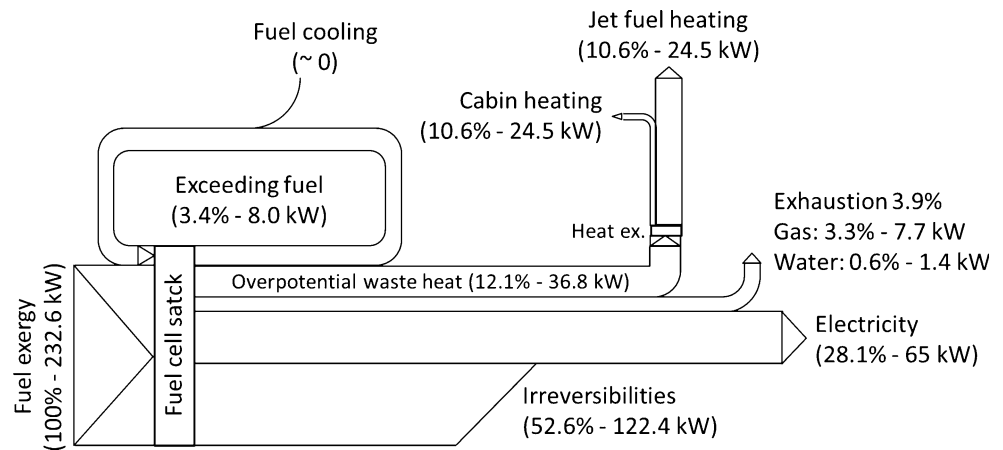 Jet fuel heating
(10.6% - 24.5 kW)
Fuel cooling
(~ 0)
Cabin heating
(10.6% - 24.5 kW)
Exceeding fuel
(3.4% - 8.0 kW)
Exhaustion 3.9%
Gas: 3.3% - 7.7 kW
Water: 0.6% - 1.4 kW
Heat ex.
Overpotential waste heat (12.1% - 36.8 kW)
Fuel exergy
(100% - 232.6 kW)
Fuel cell satck
Electricity
(28.1% - 65 kW)
Irreversibilities
(52.6% - 122.4 kW)